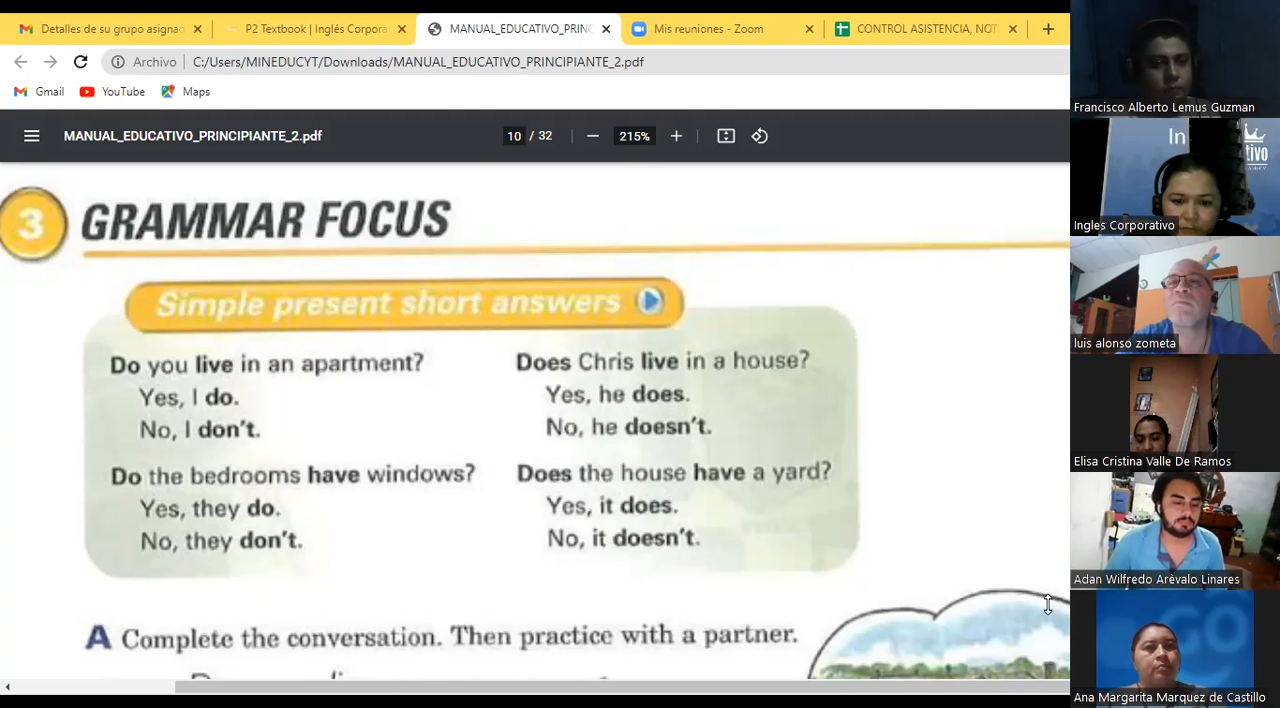 Detalles de su grupo asignad
P2 Textbook | Inglés Corpora
MANUAL_EDUCATIVO_PRINC
Mis reuniones - Zoom
CONTROL ASISTENCIA, NOT
Archivo
C:/Users/MINEDUCYT/Downloads/MANUAL_EDUCATIVO_PRINCIPIANTE_2.pdf
Gmail
YouTube
Maps
MANUAL_EDUCATIVO_PRINCIPIANTE_2.pdf
10 / 32
215%
3 GRAMMAR FOCUS
Simple present short answers
Do you live in an apartment?
Yes, I do.
No, I don't.
Do the bedrooms have windows?
Yes, they do.
No, they don't.
Does Chris live in a house?
Yes, he does.
No, he doesn't.
Does the house have a yard?
Yes, it does.
No, it doesn't.
A Complete the conversation. Then practice with a partner.
Francisco Alberto Lemus Guzman
In
tivo
Ingles Corporativo
luis alonso zometa
Elisa Cristina Valle De Ramos
Adan Wilfredo Arèvalo Linares
GO
Ana Margarita Marquez de Castillo